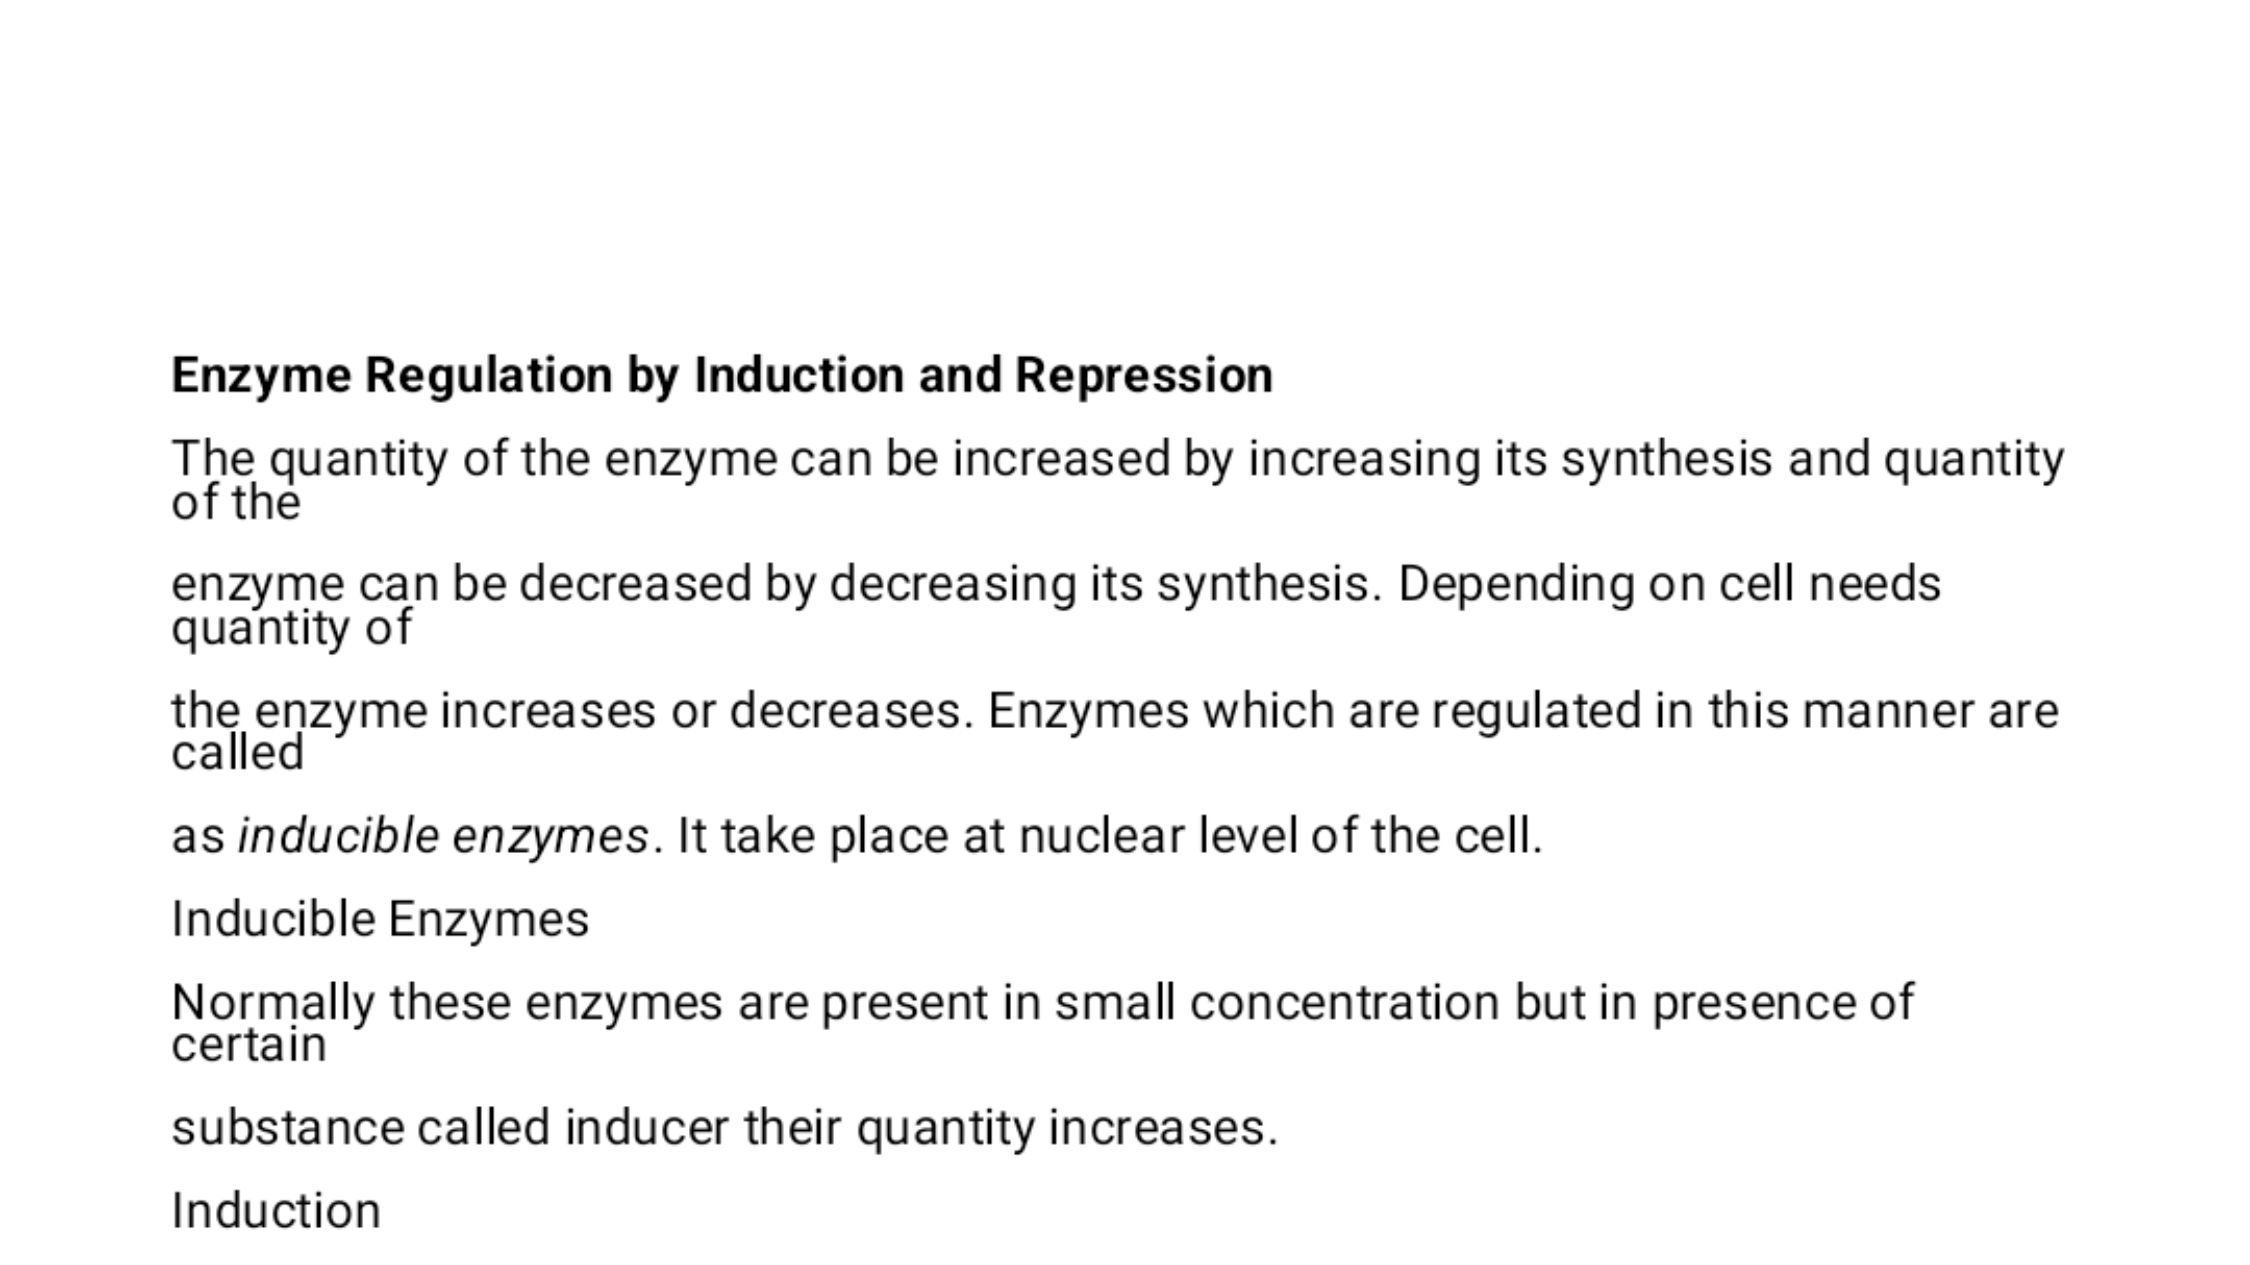 Enzyme Regulation by Induction and Repression
The quantity of the enzyme can be increased by increasing its synthesis and quantity
of the
enzyme can be decreased by decreasing its synthesis. Depending on cell needs
quantity of
the enzyme increases or decreases. Enzymes which are regulated in this manner are
called
as inducible enzymes. It take place at nuclear level of the cell.
Inducible Enzymes
Normally these enzymes are present in small concentration but in presence of
certain
substance called inducer their quantity increases.
Induction